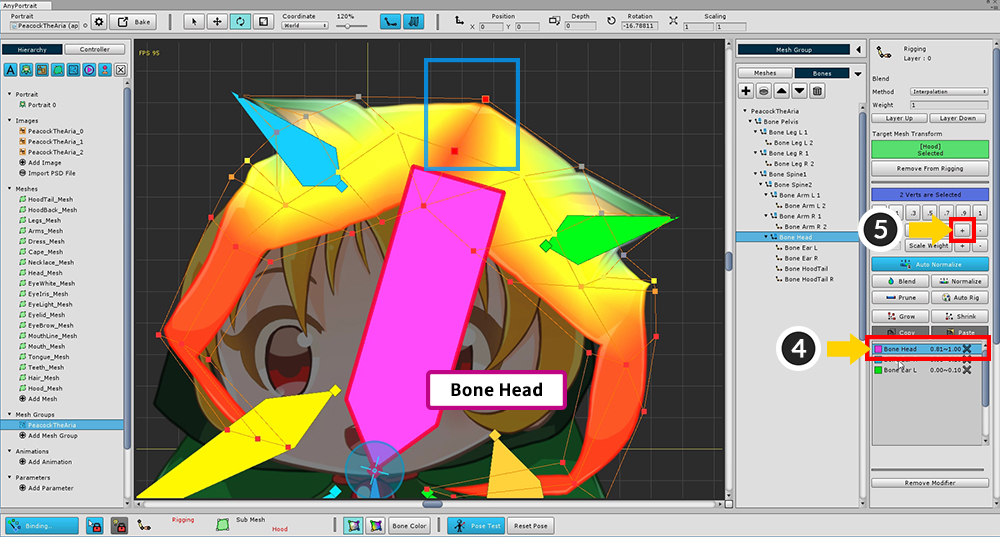 AnyPortrait
Portrait
PeacockTheAria (ap
Bake
Coordinate
World
120%
Position
X 0 Y 0
Depth
0
Rotation
-16.78811
Scaling
1 1
Hierarchy
Controller
Portrait
Portrait 0
Images
PeacockTheAria_0
PeacockTheAria_1
PeacockTheAria_2
Add Image
Import PSD File
Meshes
HoodTail_Mesh
HoodBack_Mesh
Legs_Mesh
Arms_Mesh
Dress_Mesh
Cape_Mesh
Necklace_Mesh
Head_Mesh
EyeWhite_Mesh
EyeIris_Mesh
EyeLight_Mesh
Eyelid_Mesh
EyeBrow_Mesh
MouthLine_Mesh
Mouth_Mesh
Tongue_Mesh
Teeth_Mesh
Hair_Mesh
Hood_Mesh
Add Mesh
Mesh Groups
PeacockTheAria
Add Mesh Group
Animations
Add Animation
Parameters
Add Parameter
FPS 95
Bone Head
Mesh Group
Meshes
Bones
PeacockTheAria
Bone Pelvis
Bone Leg L 1
Bone Leg L 2
Bone Leg R 1
Bone Leg R 2
Bone Spine1
Bone Spine2
Bone Arm L 1
Bone Arm L 2
Bone Arm R 1
Bone Arm R 2
Bone Head
Bone Ear L
Bone Ear R
Bone HoodTail
Bone HoodTail R
Rigging
Layer : 0
Blend
Method Interpolation
Weight 1
Layer Up
Layer Down
Target Mesh Transform
[Hood]
Selected
Remove From Rigging
2 Verts are Selected
.3 .5 .7 .9 1
5
+ -
Scale Weight + -
Auto Normalize
Blend
Normalize
Prune
Auto Rig
Grow
Shrink
Copy
Paste
4
Bone Head 0.81~1.00
Bone Ear L 0.00~0.10
Remove Modifier
Binding...
Rigging
Sub Mesh
Hood
Bone Color
Pose Test
Reset Pose